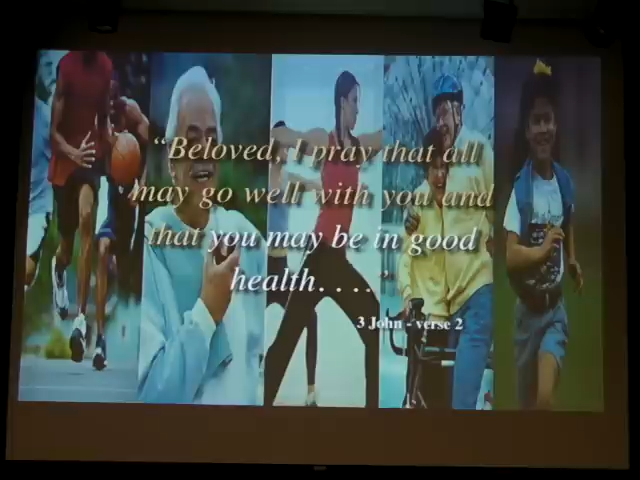 “Beloved, I pray that all
may go well with you and
that you may be in good
health. . . .”
3 John - verse 2